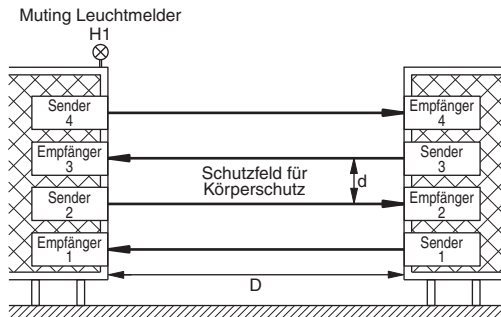 Muting Leuchtmelder
H1
Sender
4
Empfänger
4
Empfänger
3
Sender
3
Schutzfeld für
Körperschutz
d
Sender
2
Empfänger
2
Empfänger
1
Sender
1
D